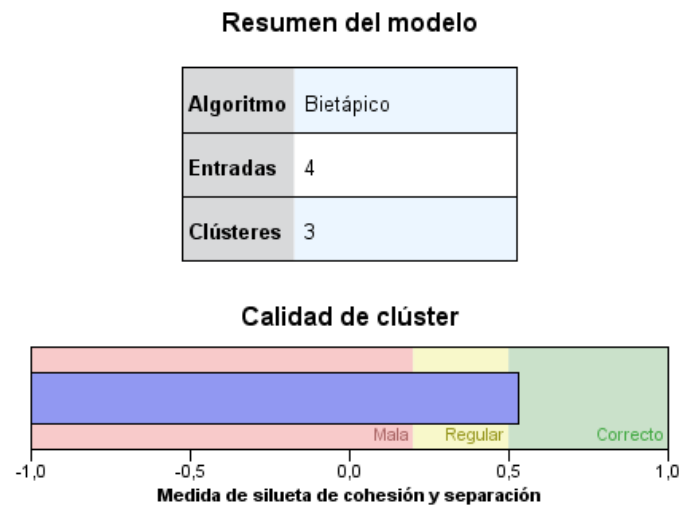 Resumen del modelo
Algoritmo Bietápico
Entradas 4
Clústeres 3
Calidad de clúster
Mala Regular Correcto
-1,0 -0,5 0,0 0,5 1,0
Medida de silueta de cohesión y separación